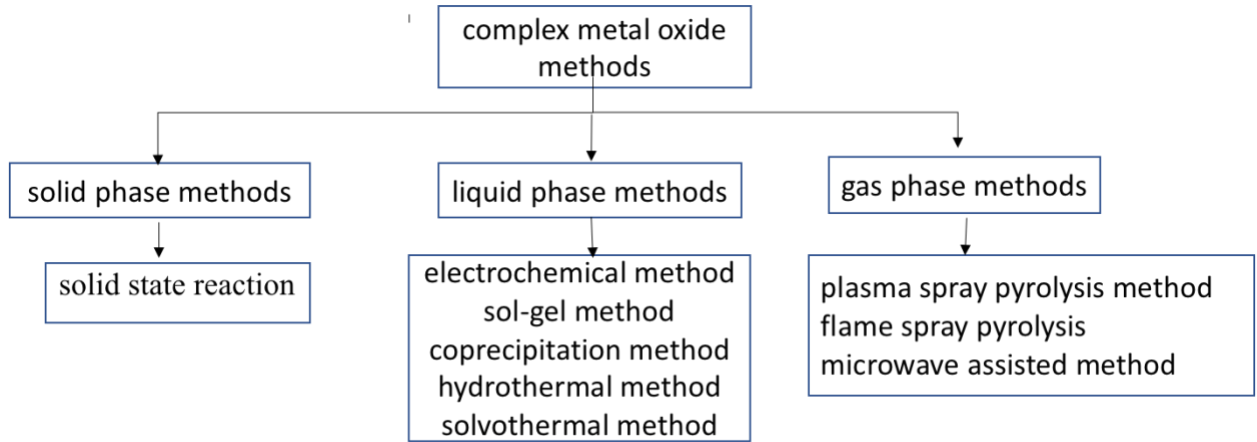 complex metal oxide
methods
solid phase methods
liquid phase methods
gas phase methods
solid state reaction
electrochemical method
sol-gel method
coprecipitation method
hydrothermal method
solvothermal method
plasma spray pyrolysis method
flame spray pyrolysis
microwave assisted method